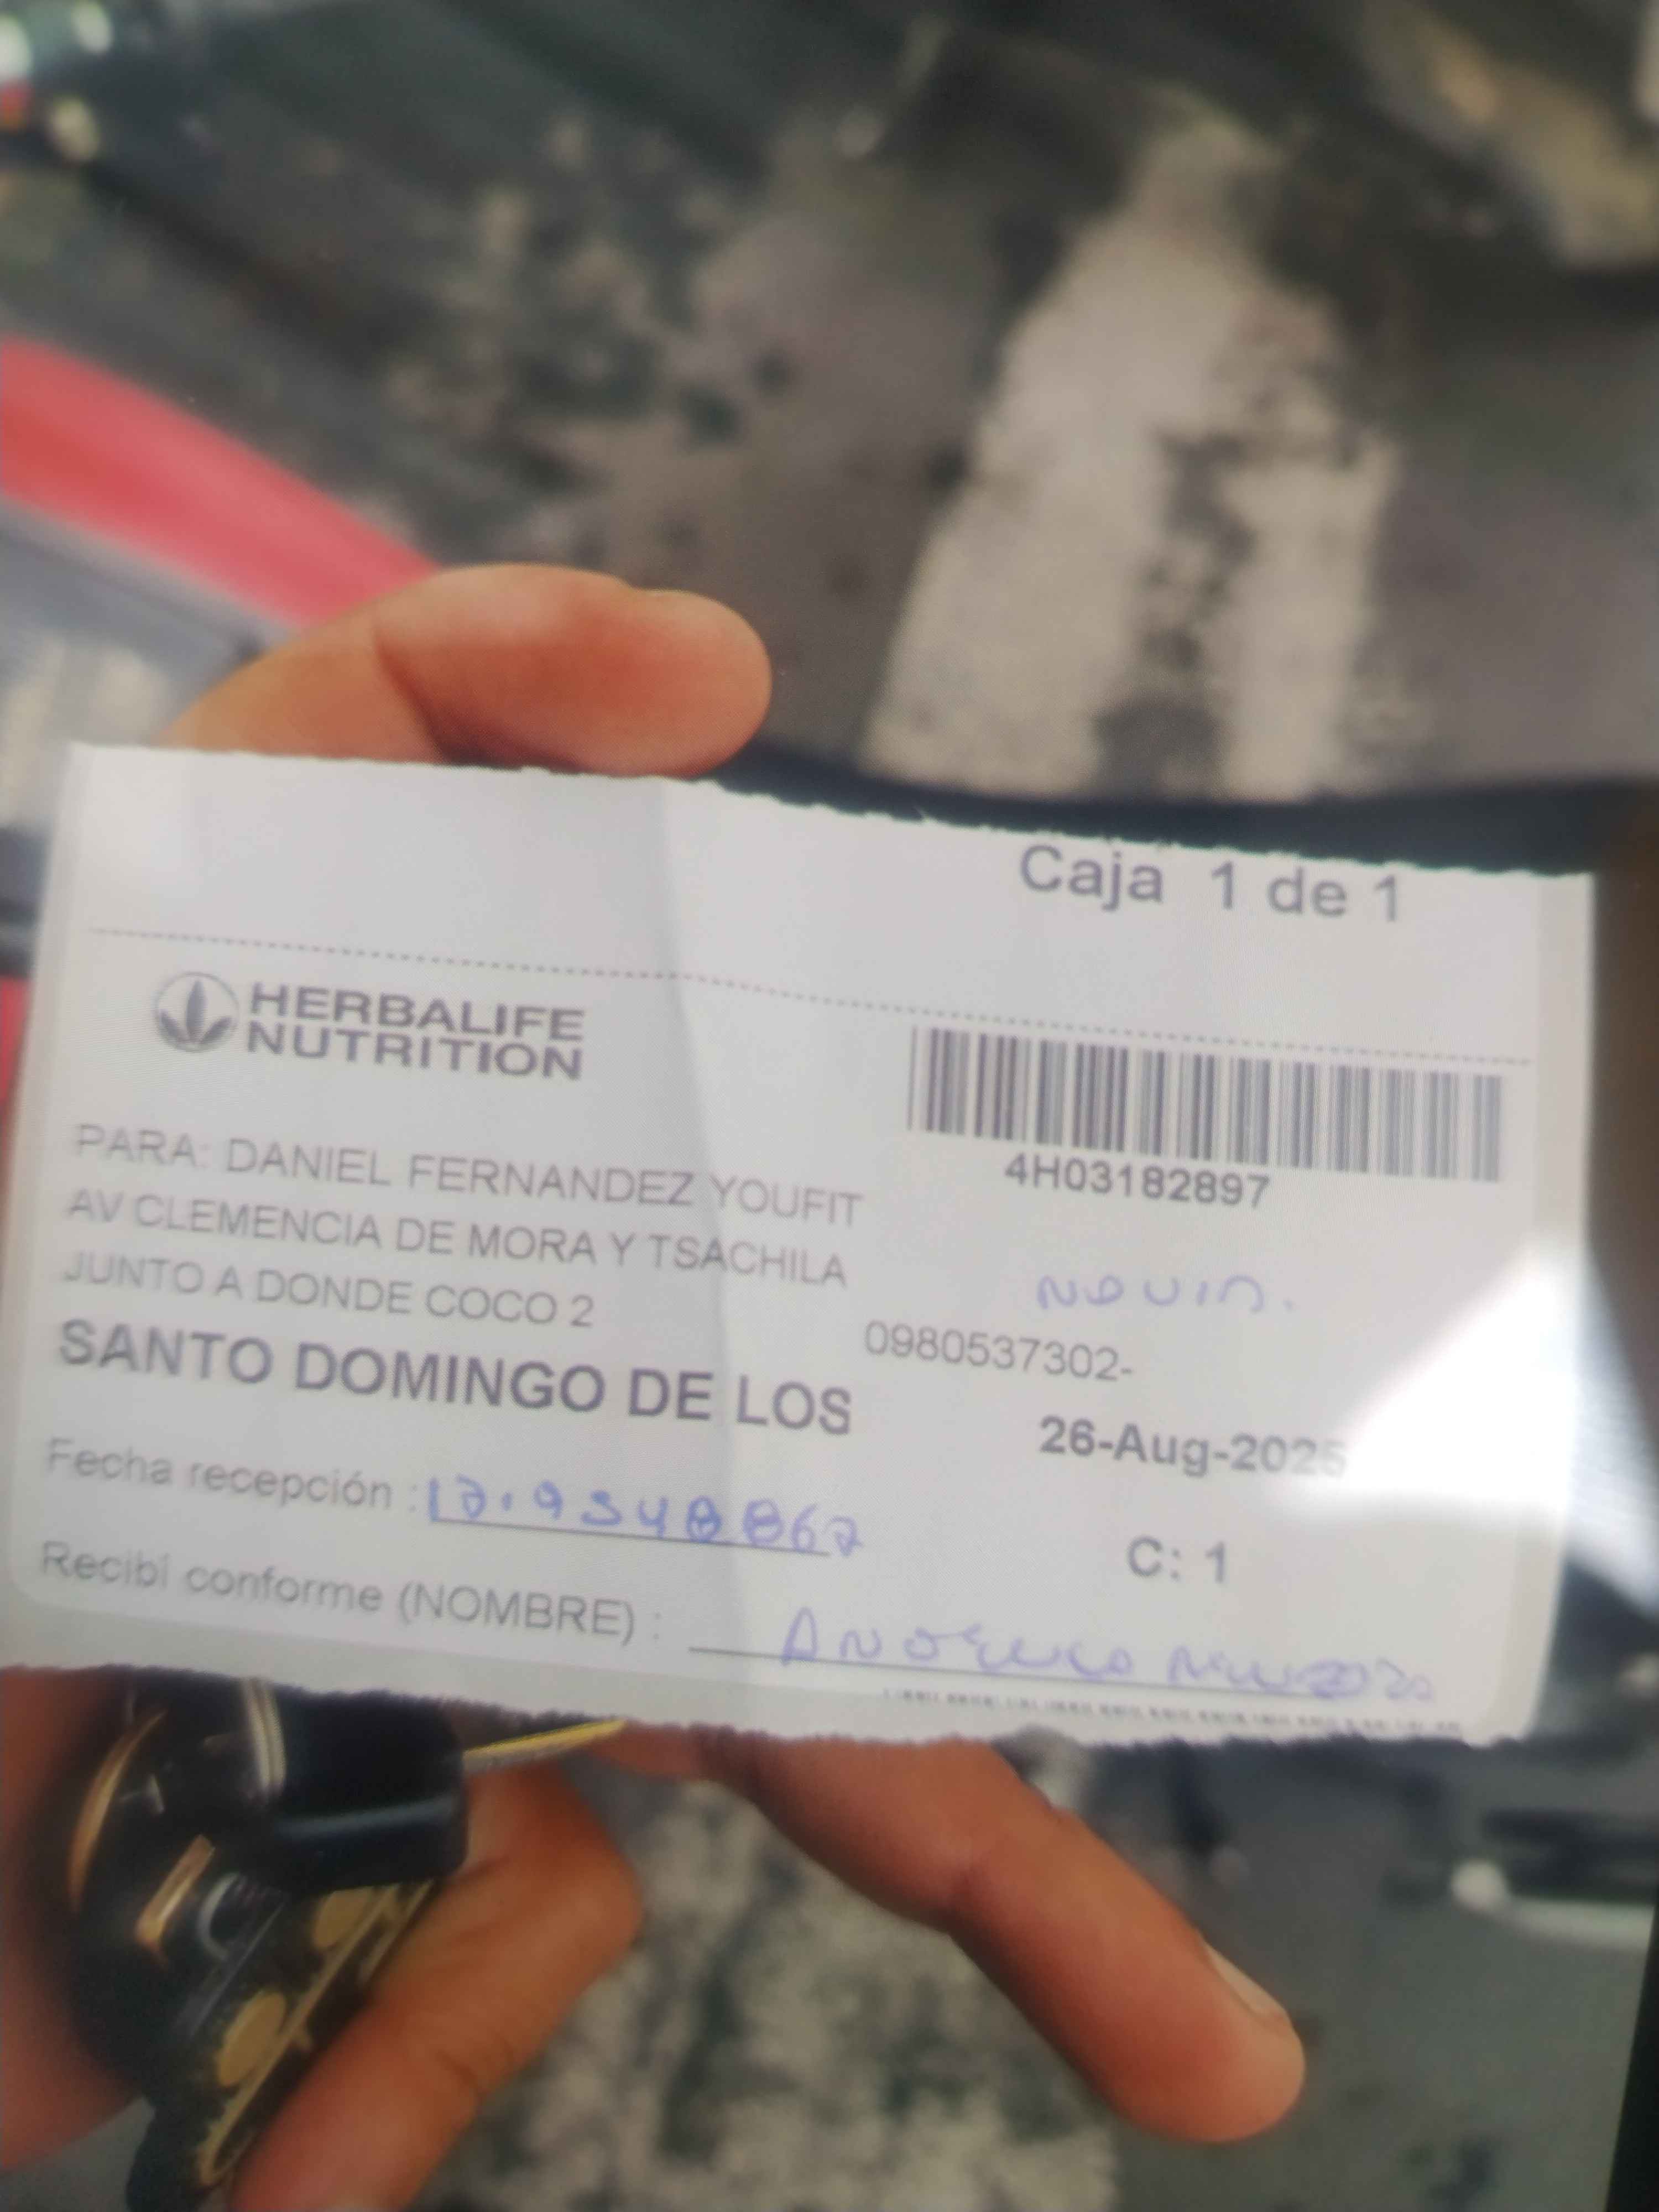 Caja 1 de 1
HERBALIFE
NUTRITION
4H03182897
PARA: DANIEL FERNANDEZ YOUFIT
AV CLEMENCIA DE MORA Y TSACHILA
JUNTO A DONDE COCO 2
0980537302-
SANTO DOMINGO DE LOS
26-Aug-2025
Fecha recepción :
C: 1
Recibi conforme (NOMBRE) :